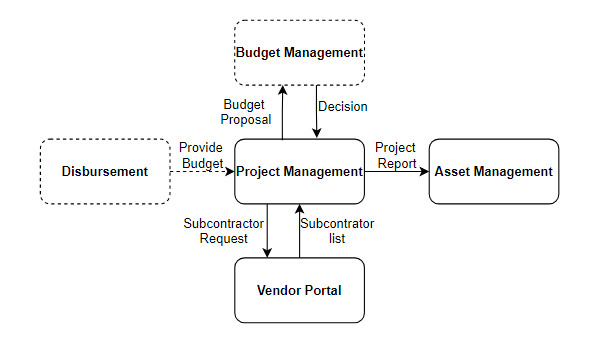 Budget Management
Budget
Proposal
Decision
Provide
Budget
Project
Report
Disbursement
Project Management
Asset Management
Subcontractor
Request
Subcontrator
list
Vendor Portal